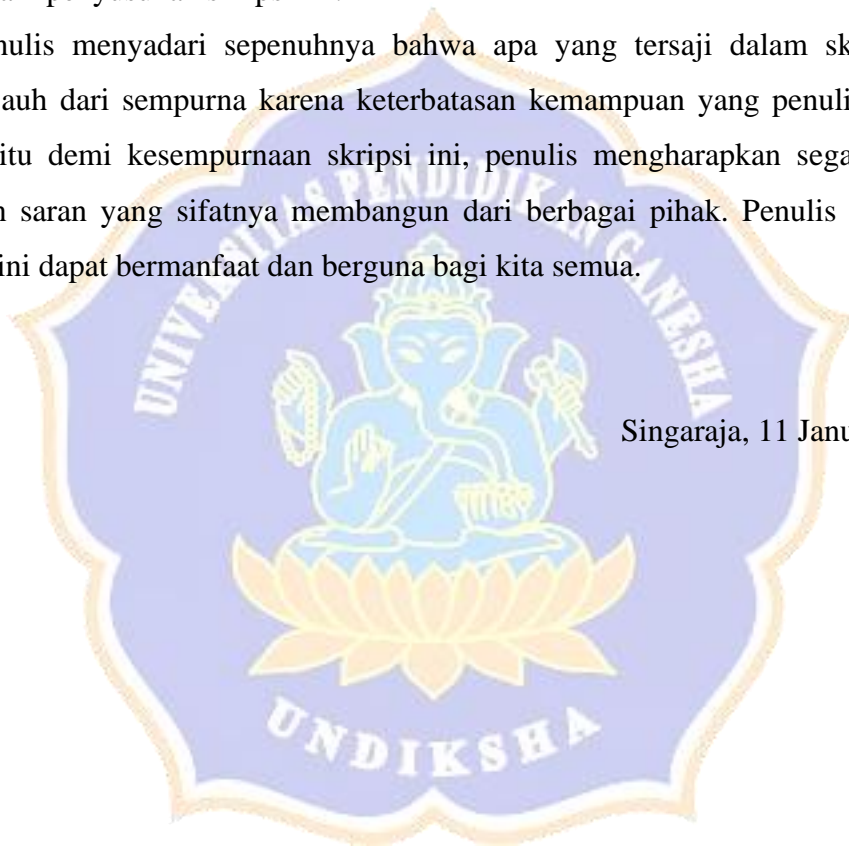 nulis menyadari sepenuhnya bahwa apa yang tersaji dalam sk
auh dari sempurna karena keterbatasan kemampuan yang penuli
itu demi kesempurnaan skripsi ini, penulis mengharapkan sega
n saran yang sifatnya membangun dari berbagai pihak. Penulis
ini dapat bermanfaat dan berguna bagi kita semua.
UNIVERSITAS PENDIDIKAN GANESHA
Singaraja, 11 Janu
UNDIKSHA